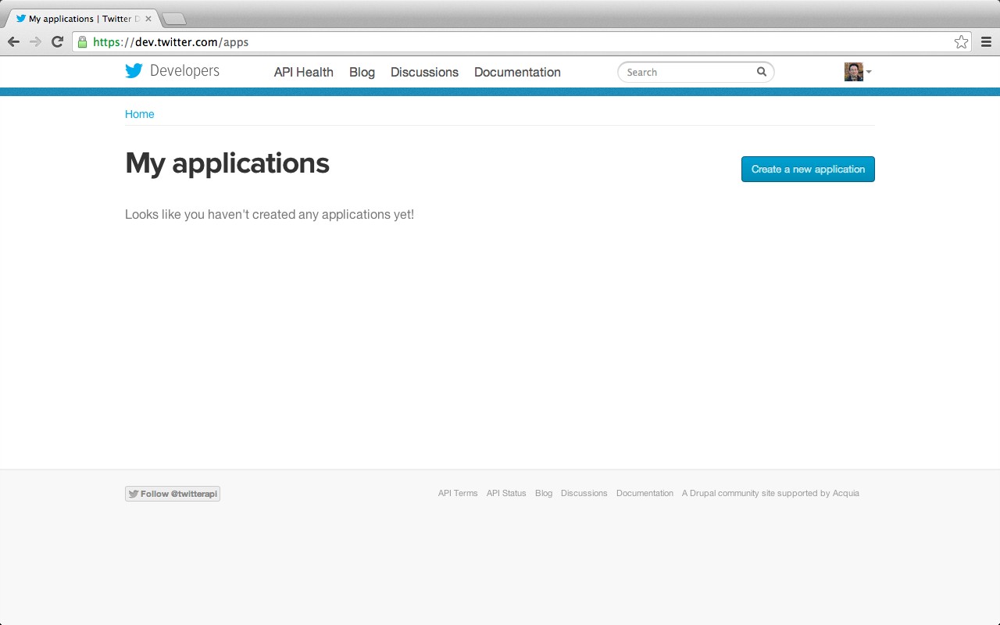 My applications | Twitter D
https://dev.twitter.com/apps
Developers API Health Blog Discussions Documentation Search
Home
My applications
Create a new application
Looks like you haven't created any applications yet!
Follow @twitterapi API Terms API Status Blog Discussions Documentation A Drupal community site supported by Acquia